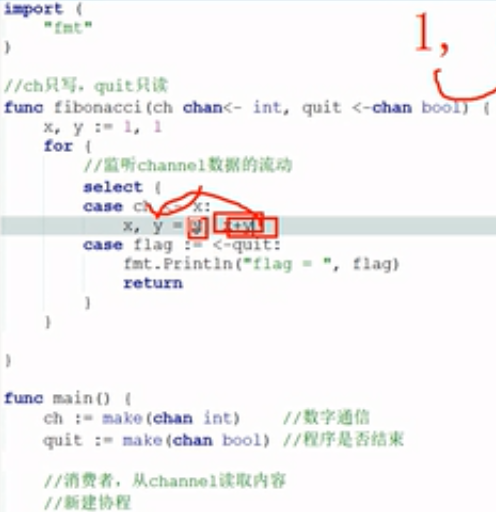 import (
"fmt"
)
1,
//ch只写，quit只读
func fibonacci(ch chan<- int, quit <-chan bool) {
x, y := 1, 1
for {
//监听channel数据的流动
select {
case ch <- x:
x, y = y, x+y
case flag := <-quit:
fmt.Println("flag = ", flag)
return
}
}
}
func main() {
ch := make(chan int) //数字通信
quit := make(chan bool) //程序是否结束
//消费者，从channel读取内容
//新建协程